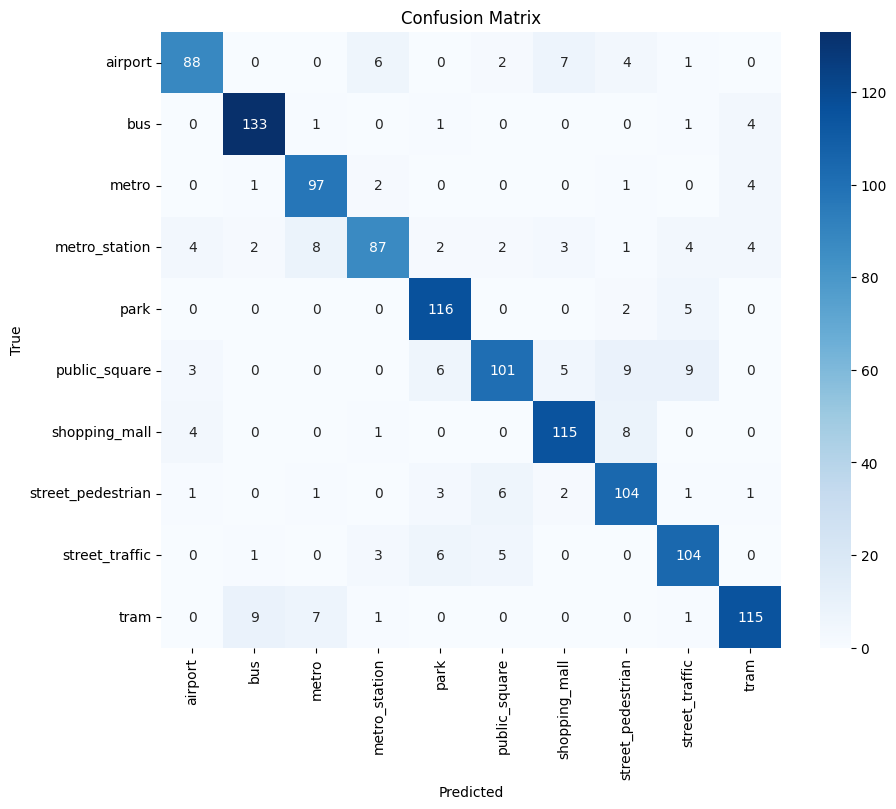 Confusion Matrix
airport 88 0 0 6 0 2 7 4 1 0
bus 0 133 1 0 1 0 0 0 1 4
metro 0 1 97 2 0 0 0 1 0 4
metro_station 4 2 8 87 2 2 3 1 4 4
park 0 0 0 0 116 0 0 2 5 0
public_square 3 0 0 0 6 101 5 9 9 0
shopping_mall 4 0 0 1 0 0 115 8 0 0
street_pedestrian 1 0 1 0 3 6 2 104 1 1
street_traffic 0 1 0 3 6 5 0 0 104 0
tram 0 9 7 1 0 0 0 0 1 115
True
airport bus metro metro_station park public_square shopping_mall street_pedestrian street_traffic tram
Predicted
120
100
80
60
40
20
0